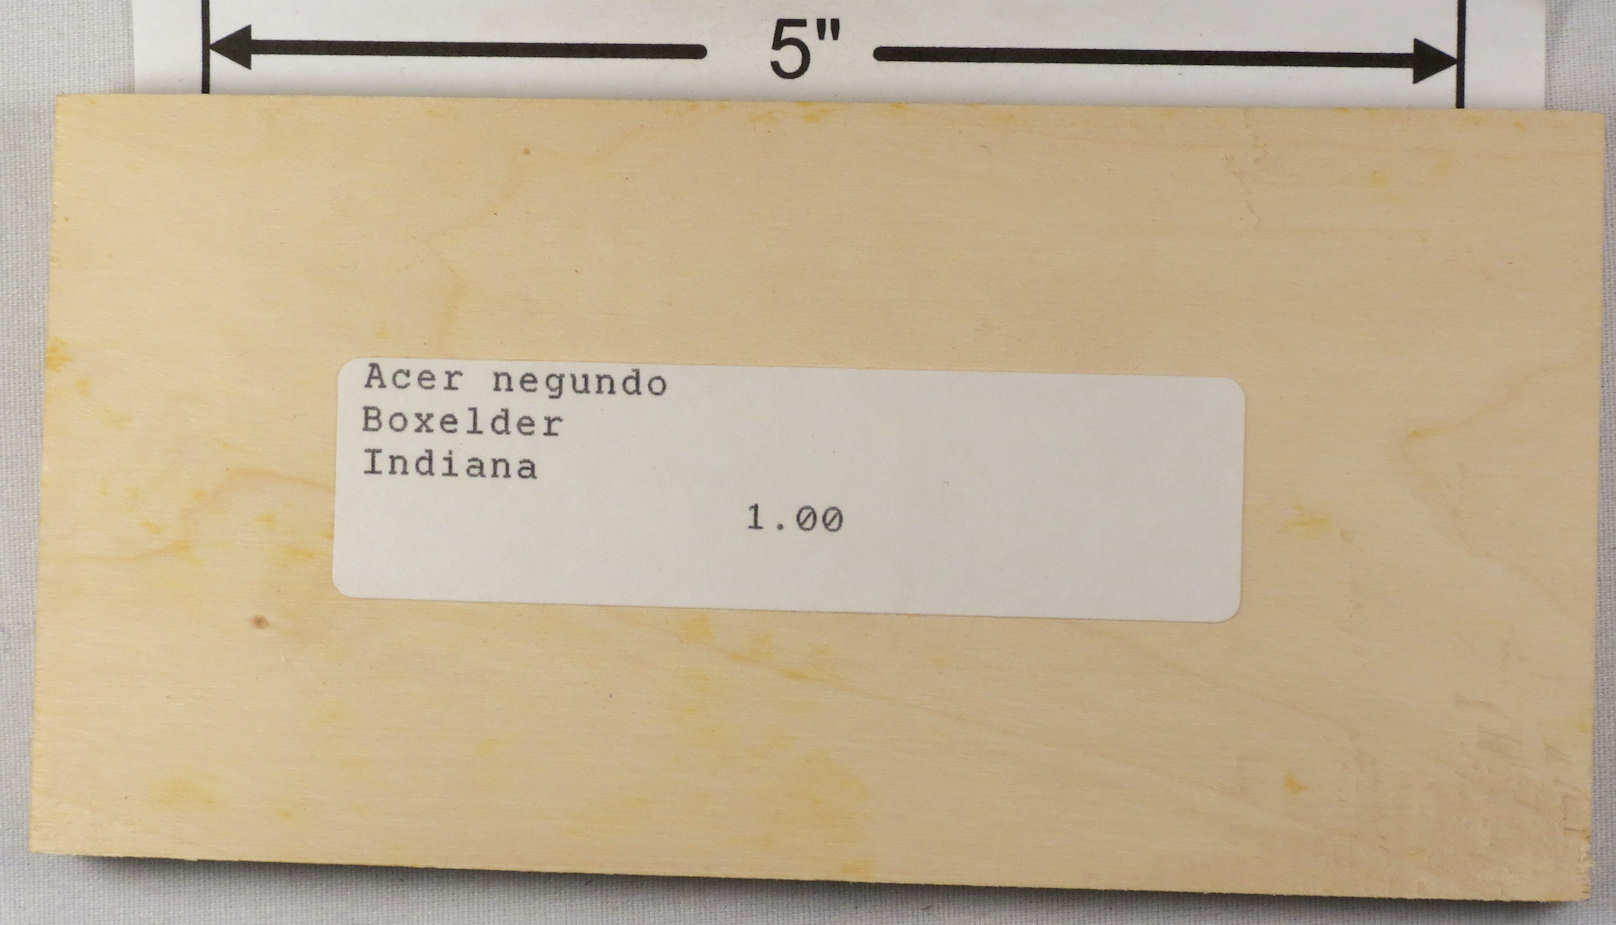 5"
Acer negundo
Boxelder
Indiana
1.00